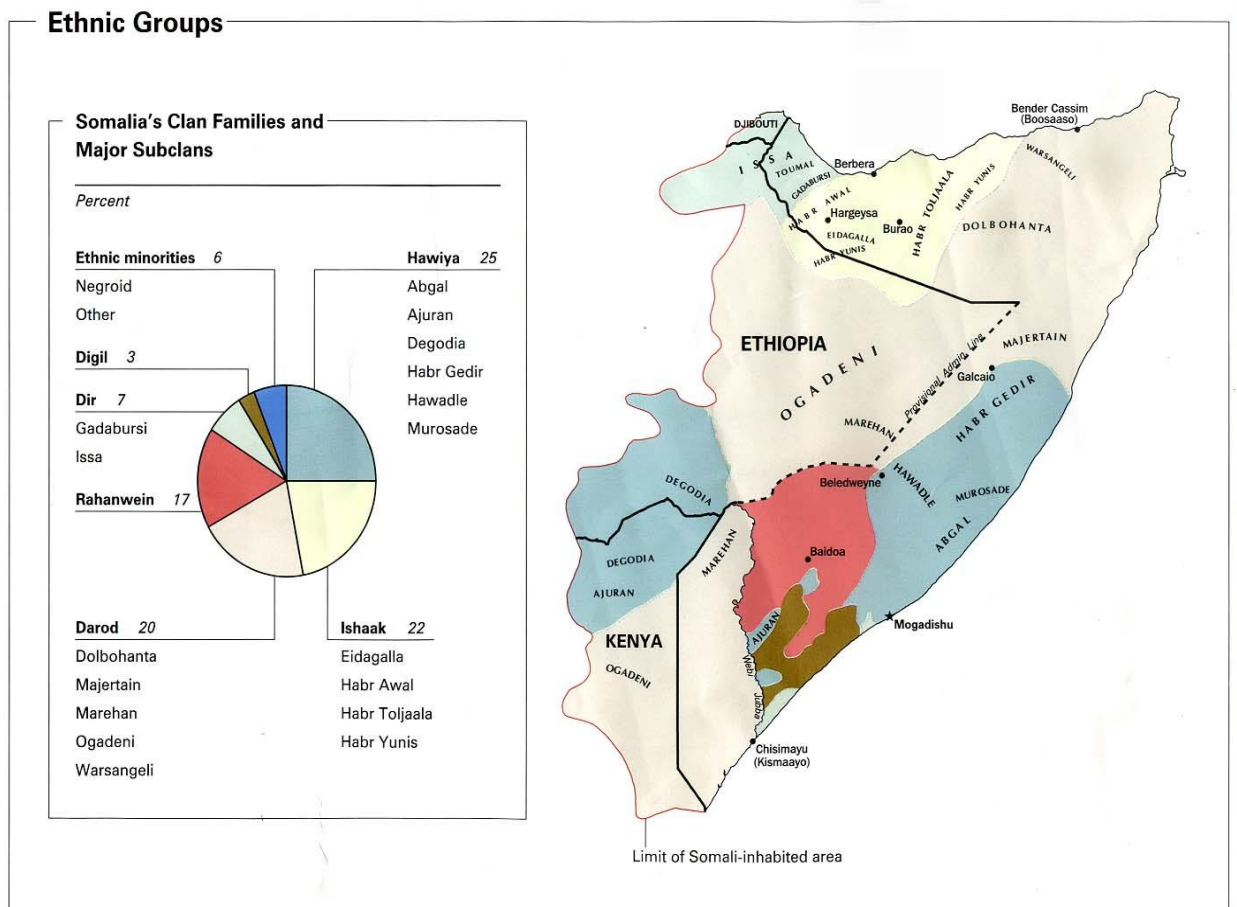 Ethnic Groups
Somalia's Clan Families and
Major Subclans
Percent
Ethnic minorities 6
Negroid
Other
Digil 3
Dir 7
Gadabursi
Issa
Rahanwein 17
Hawiya 25
Abgal
Ajuran
Degodia
Habr Gedir
Hawadle
Murosade
Darod 20
Dolbohanta
Majertain
Marehan
Ogadeni
Warsangeli
Ishaak 22
Eidagalla
Habr Awal
Habr Toljaala
Habr Yunis
Bender Cassim
(Boosaaso)
DJIBOUTI
ISSA
TOUMAL
GADABURSI
Berbera
WARSANGELI
HABR AWAL
Hargeysa
EIDAGALLA
HABR YUNIS
Burao
HABR TOLJAALA
HABR YUNIS
DOLBOHANTA
ETHIOPIA
OGADENI
Provisional Admin. Line
MAJERTAIN
Galcaio
HABR GEDIR
MAREHAN
Beledweyne
HAWADLE
MUROSADE
ABGAL
DEGODIA
DEGODIA
AJURAN
MAREHAN
Baidoa
AJURAN
Mogadishu
KENYA
OGADENI
Webi Jubba
Chisimayu
(Kismaayo)
Limit of Somali-inhabited area